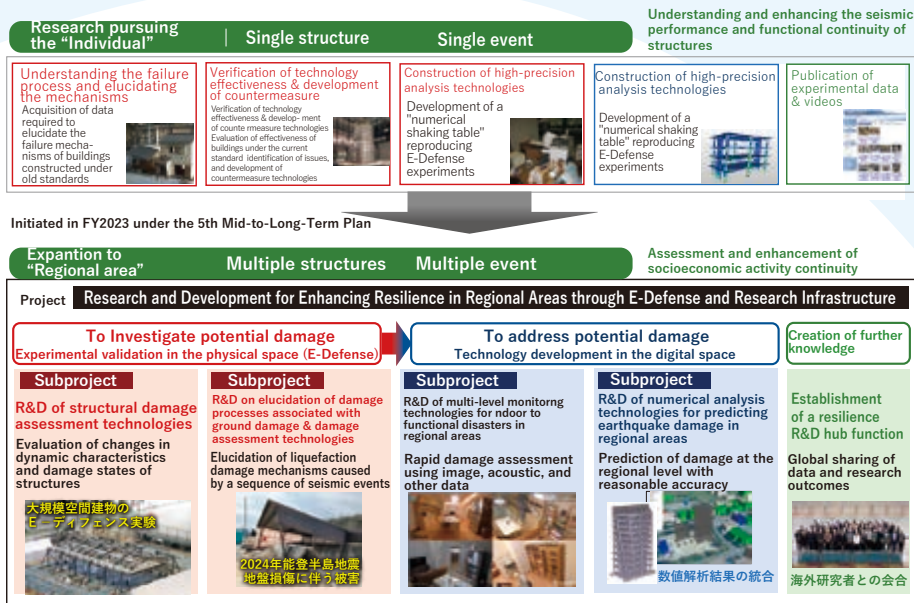 Research pursuing
the “Individual”
Single structure
Single event
Understanding and enhancing the seismic
performance and functional continuity of
structures
Understanding the failure
process and elucidating
the mechanisms
Acquisition of data
required to
elucidate the
failure mecha-
nisms of buildings
constructed under
old standards
Verification of technology
effectiveness & development
of countermeasure
Verification of technology
effectiveness & develop- ment
of counte measure technologies
Evaluation of effectiveness of
buildings under the current
standard identification of issues,
and development of
countermeasure technologies
Construction of high-precision
analysis technologies
Development of a
"numerical
shaking table"
reproducing
E-Defense
experiments
Construction of high-precision
analysis technologies
Development of a
"numerical shaking
table" reproducing
E-Defense
experiments
Publication of
experimental data
& videos
Initiated in FY2023 under the 5th Mid-to-Long-Term Plan
Expantion to
“Regional area”
Multiple structures
Multiple event
Assessment and enhancement of
socioeconomic activity continuity
Project
Research and Development for Enhancing Resilience in Regional Areas through E-Defense and Research Infrastructure
To Investigate potential damage
Experimental validation in the physical space (E-Defense)
To address potential damage
Technology development in the digital space
Creation of further
knowledge
Subproject
R&D of structural damage
assessment technologies
Evaluation of changes in
dynamic characteristics
and damage states of
structures
大規模空間建物の
E－ディフェンス実験
Subproject
R&D on elucidation of damage
processes associated with
ground damage & damage
assessment technologies
Elucidation of liquefaction
damage mechanisms caused
by a sequence of seismic events
2024年能登半島地震
地盤損傷に伴う被害
Subproject
R&D of multi-level monitorng
technologies for ndoor to
functional disasters in
regional areas
Rapid damage assessment
using image, acoustic, and
other data
Subproject
R&D of numerical analysis
technologies for predicting
earthquake damage in
regional areas
Prediction of damage at the
regional level with
reasonable accuracy
数値解析結果の統合
Establishment
of a resilience
R&D hub function
Global sharing of
data and research
outcomes
海外研究者との会合